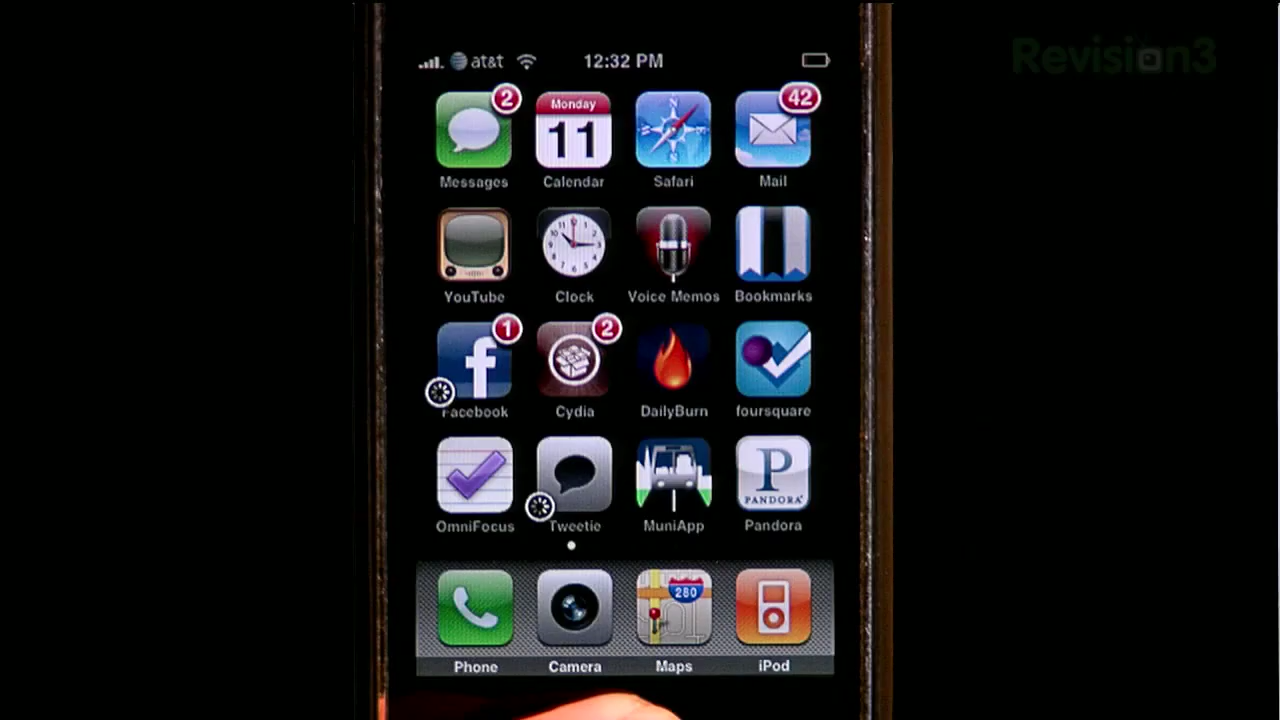 Revision3
at&t 12:32 PM
2 42
Monday
11
Messages Calendar Safari Mail
YouTube Clock Voice Memos Bookmarks
1 2
Facebook Cydia DailyBurn foursquare
P
PANDORA
OmniFocus Tweetie MuniApp Pandora
280
Phone Camera Maps iPod